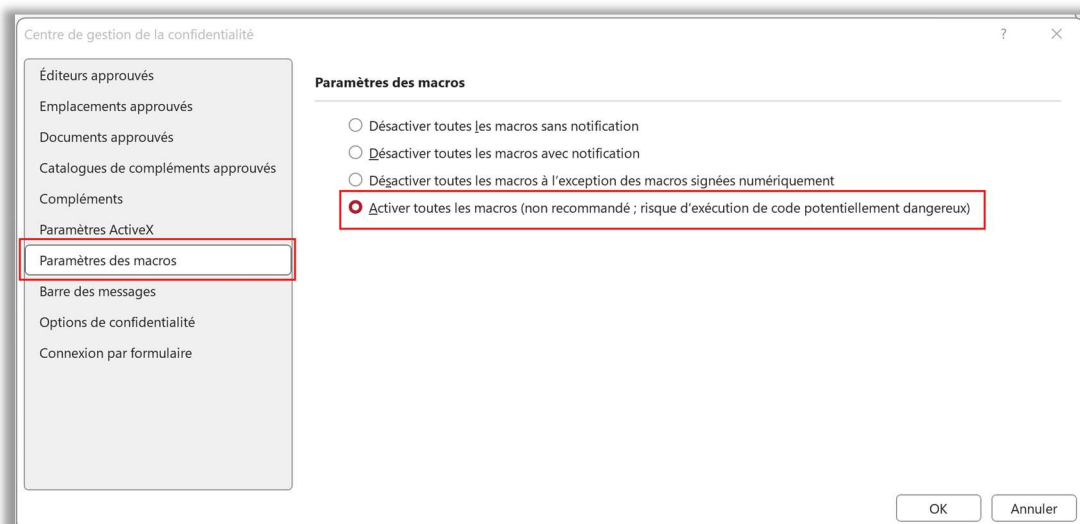 Centre de gestion de la confidentialité
?
Éditeurs approuvés
Emplacements approuvés
Documents approuvés
Catalogues de compléments approuvés
Compléments
Paramètres ActiveX
Paramètres des macros
Barre des messages
Options de confidentialité
Connexion par formulaire
Paramètres des macros
Désactiver toutes les macros sans notification
Désactiver toutes les macros avec notification
Désactiver toutes les macros à l'exception des macros signées numériquement
Activer toutes les macros (non recommandé ; risque d'exécution de code potentiellement dangereux)
OK
Annuler